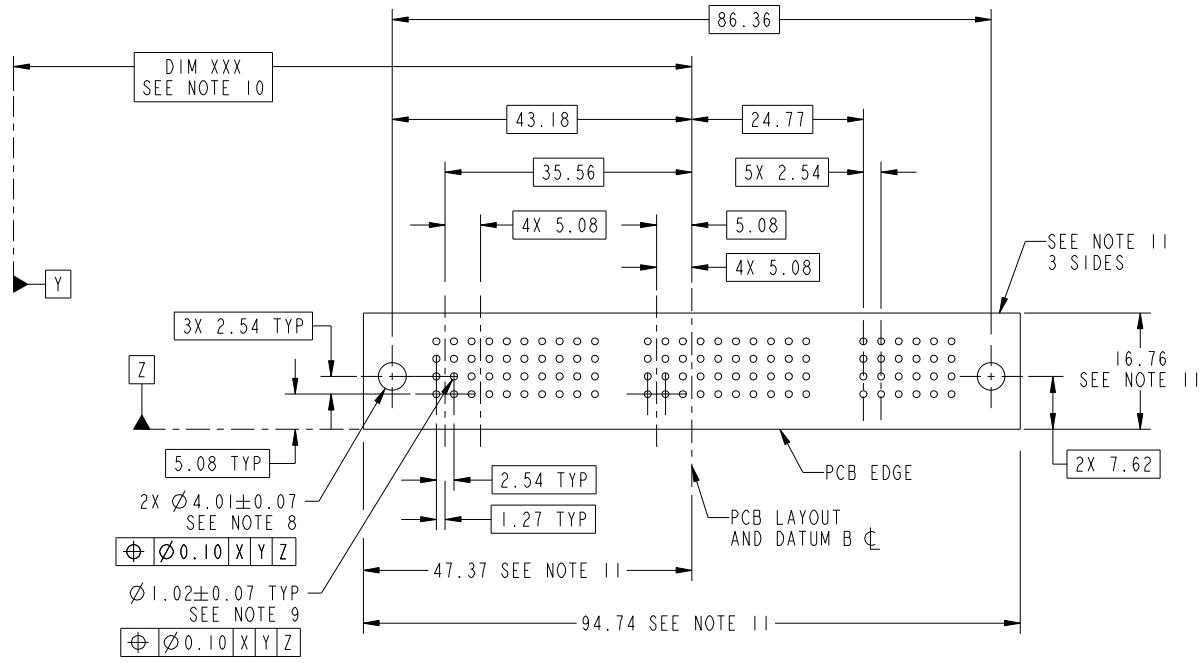 86.36
DIM XXX
SEE NOTE 10
43.18
24.77
35.56
5X 2.54
4X 5.08
5.08
4X 5.08
SEE NOTE 11
3 SIDES
Y
3X 2.54 TYP
Z
16.76
SEE NOTE 11
5.08 TYP
2X 7.62
2.54 TYP
PCB EDGE
2X Ø4.01±0.07
SEE NOTE 8
1.27 TYP
PCB LAYOUT
AND DATUM B ℄
⌖ Ø0.10 X Y Z
47.37 SEE NOTE 11
Ø1.02±0.07 TYP
SEE NOTE 9
94.74 SEE NOTE 11
⌖ Ø0.10 X Y Z